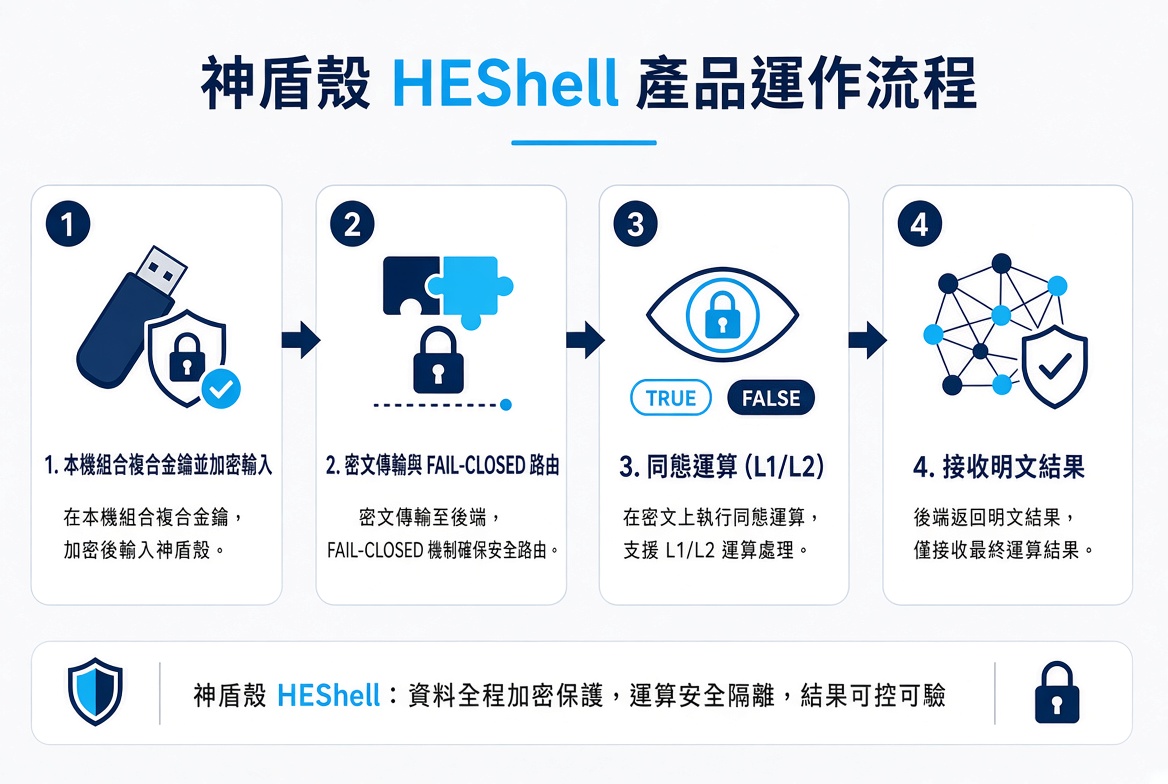 神盾殼 HEShell 產品運作流程
1
1. 本機組合複合金鑰並加密輸入
在本機組合複合金鑰，
加密後輸入神盾殼。
2
2. 密文傳輸與 FAIL-CLOSED 路由
密文傳輸至後端，
FAIL-CLOSED 機制確保安全路由。
3
TRUE FALSE
3. 同態運算 (L1/L2)
在密文上執行同態運算，
支援 L1/L2 運算處理。
4
4. 接收明文結果
後端返回明文結果，
僅接收最終運算結果。
神盾殼 HEShell：資料全程加密保護，運算安全隔離，結果可控可驗